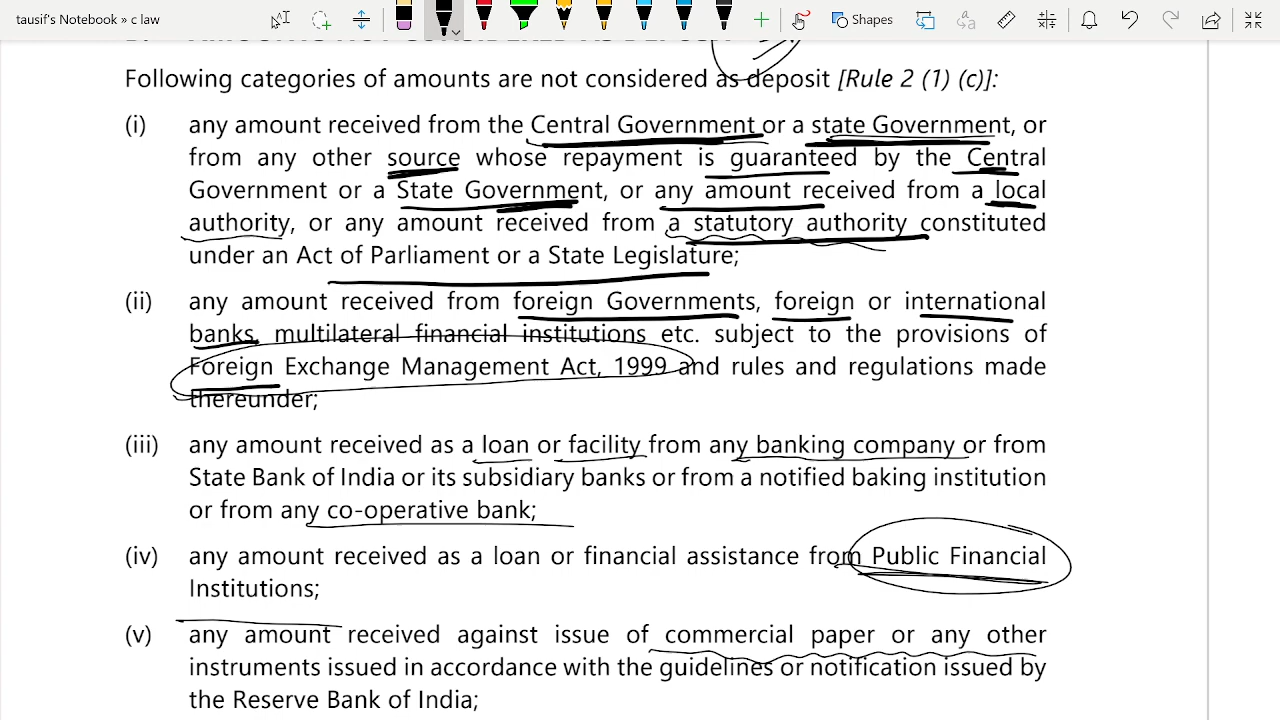 tausif's Notebook » c law
Shapes
Following categories of amounts are not considered as deposit [Rule 2 (1) (c)]:
(i) any amount received from the Central Government or a state Government, or
from any other source whose repayment is guaranteed by the Central
Government or a State Government, or any amount received from a local
authority, or any amount received from a statutory authority constituted
under an Act of Parliament or a State Legislature;
(ii) any amount received from foreign Governments, foreign or international
banks, multilateral financial institutions etc. subject to the provisions of
Foreign Exchange Management Act, 1999 and rules and regulations made
thereunder;
(iii) any amount received as a loan or facility from any banking company or from
State Bank of India or its subsidiary banks or from a notified baking institution
or from any co-operative bank;
(iv) any amount received as a loan or financial assistance from Public Financial
Institutions;
(v) any amount received against issue of commercial paper or any other
instruments issued in accordance with the guidelines or notification issued by
the Reserve Bank of India;